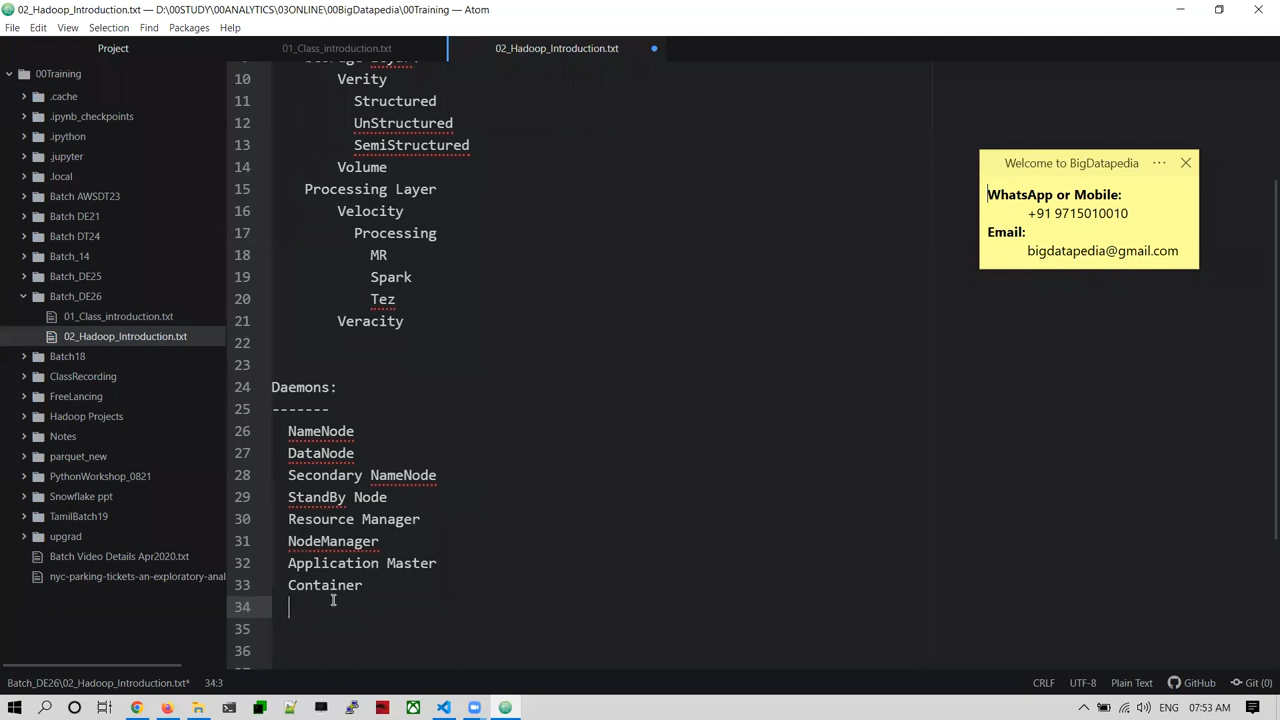 02_Hadoop_Introduction.txt — D:\00STUDY\00ANALYTICS\03ONLINE\00BigDatapedia\00Training — Atom
File Edit View Selection Find Packages Help
Project
01_Class_introduction.txt
02_Hadoop_Introduction.txt
00Training
.cache
.ipynb_checkpoints
.ipython
.jupyter
.local
Batch AWSDT23
Batch DE21
Batch DT24
Batch_14
Batch_DE25
Batch_DE26
01_Class_introduction.txt
02_Hadoop_Introduction.txt
Batch18
ClassRecording
FreeLancing
Hadoop Projects
Notes
parquet_new
PythonWorkshop_0821
Snowflake ppt
TamilBatch19
upgrad
Batch Video Details Apr2020.txt
nyc-parking-tickets-an-exploratory-anal
10 Verity
11 Structured
12 UnStructured
13 SemiStructured
14 Volume
15 Processing Layer
16 Velocity
17 Processing
18 MR
19 Spark
20 Tez
21 Veracity
22
23
24 Daemons:
25 -------
26 NameNode
27 DataNode
28 Secondary NameNode
29 StandBy Node
30 Resource Manager
31 NodeManager
32 Application Master
33 Container
34
35
36
Welcome to BigDatapedia
WhatsApp or Mobile:
+91 9715010010
Email:
bigdatapedia@gmail.com
Batch_DE26\02_Hadoop_Introduction.txt* 34:3
CRLF UTF-8 Plain Text GitHub Git (0)
ENG 07:53 AM